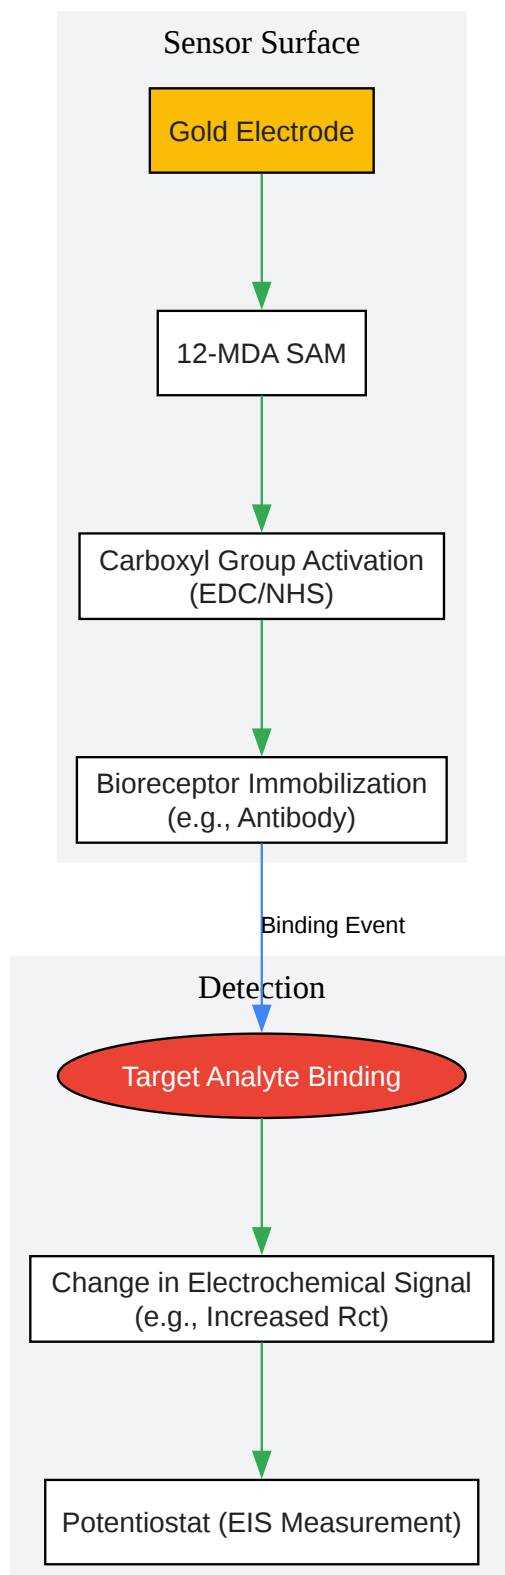 Sensor Surface
Gold Electrode
12-MDA SAM
Carboxyl Group Activation
(EDC/NHS)
Bioreceptor Immobilization
(e.g., Antibody)
Binding Event
Detection
Target Analyte Binding
Change in Electrochemical Signal
(e.g., Increased Rct)
Potentiostat (EIS Measurement)